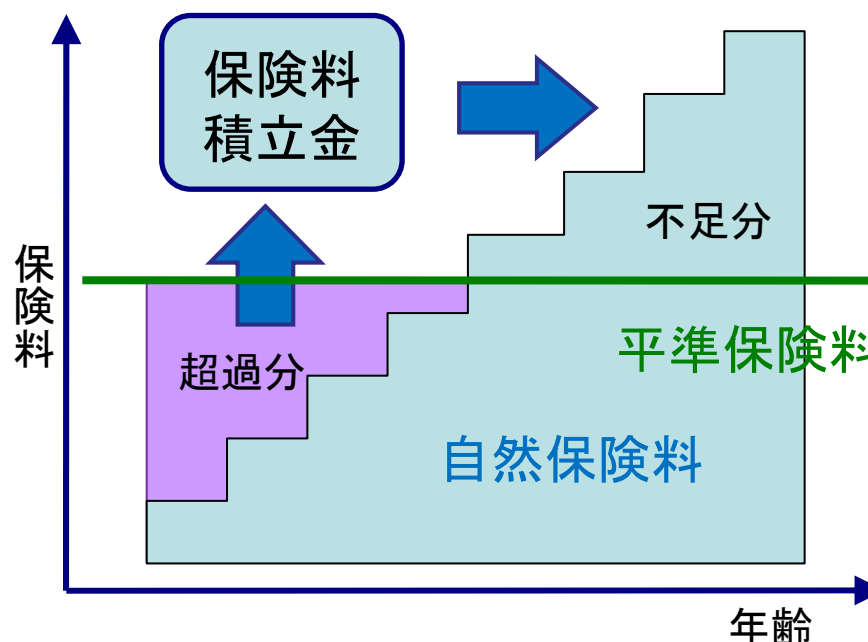 保険料
積立金
不足分
保険料
平準保険料
超過分
自然保険料
年齢